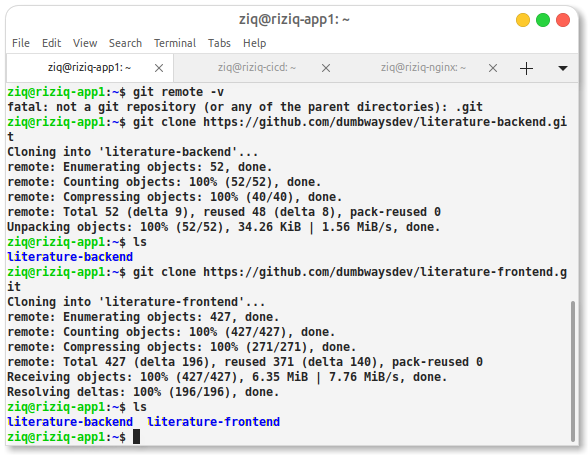 ziq@riziq-app1: ~
File Edit View Search Terminal Tabs Help
ziq@riziq-app1: ~ × ziq@riziq-cicd: ~ × ziq@riziq-nginx: ~ ×
ziq@riziq-app1:~$ git remote -v
fatal: not a git repository (or any of the parent directories): .git
ziq@riziq-app1:~$ git clone https://github.com/dumbwaysdev/literature-backend.gi
t
Cloning into 'literature-backend'...
remote: Enumerating objects: 52, done.
remote: Counting objects: 100% (52/52), done.
remote: Compressing objects: 100% (40/40), done.
remote: Total 52 (delta 9), reused 48 (delta 8), pack-reused 0
Unpacking objects: 100% (52/52), 34.26 KiB | 1.56 MiB/s, done.
ziq@riziq-app1:~$ ls
literature-backend
ziq@riziq-app1:~$ git clone https://github.com/dumbwaysdev/literature-frontend.g
it
Cloning into 'literature-frontend'...
remote: Enumerating objects: 427, done.
remote: Counting objects: 100% (427/427), done.
remote: Compressing objects: 100% (271/271), done.
remote: Total 427 (delta 196), reused 371 (delta 140), pack-reused 0
Receiving objects: 100% (427/427), 6.35 MiB | 7.76 MiB/s, done.
Resolving deltas: 100% (196/196), done.
ziq@riziq-app1:~$ ls
literature-backend  literature-frontend
ziq@riziq-app1:~$